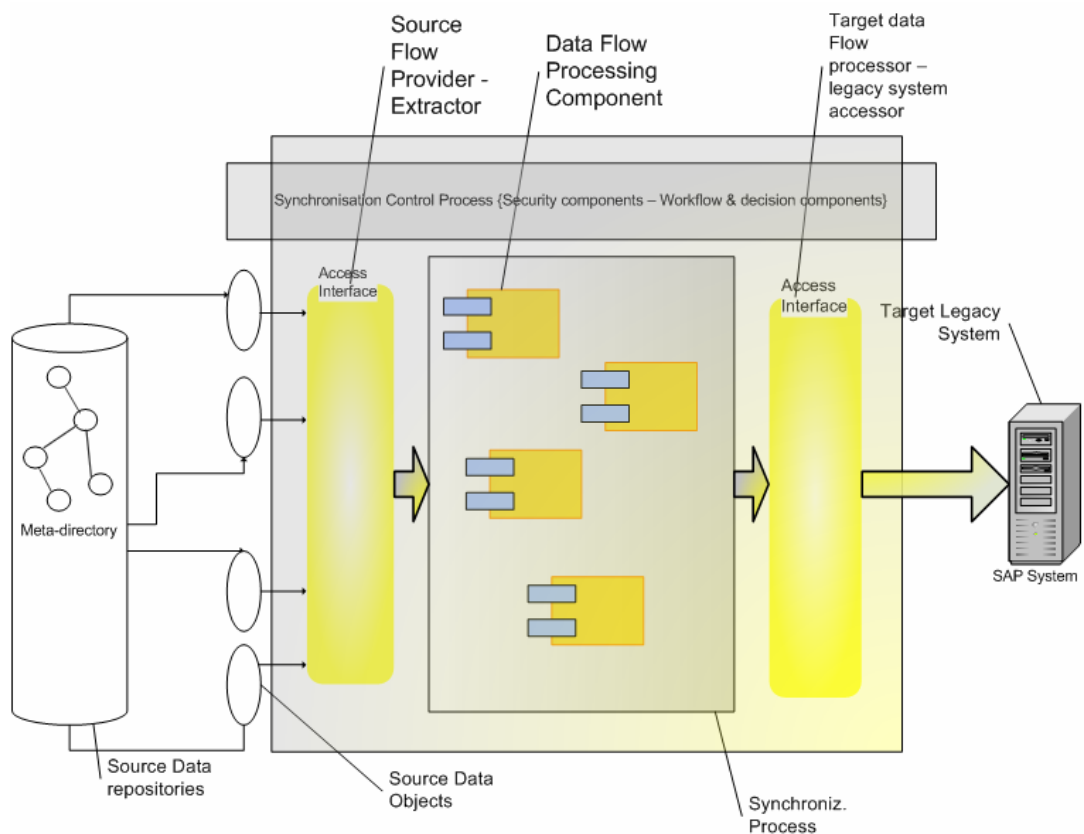 Source
Flow
Provider -
Extractor
Data Flow
Processing
Component
Target data
Flow
processor –
legacy system
accessor
Synchronisation Control Process {Security components – Workflow & decision components}
Access
Interface
Access
Interface
Target Legacy
System
Meta-directory
SAP System
Source Data
repositories
Source Data
Objects
Synchroniz.
Process